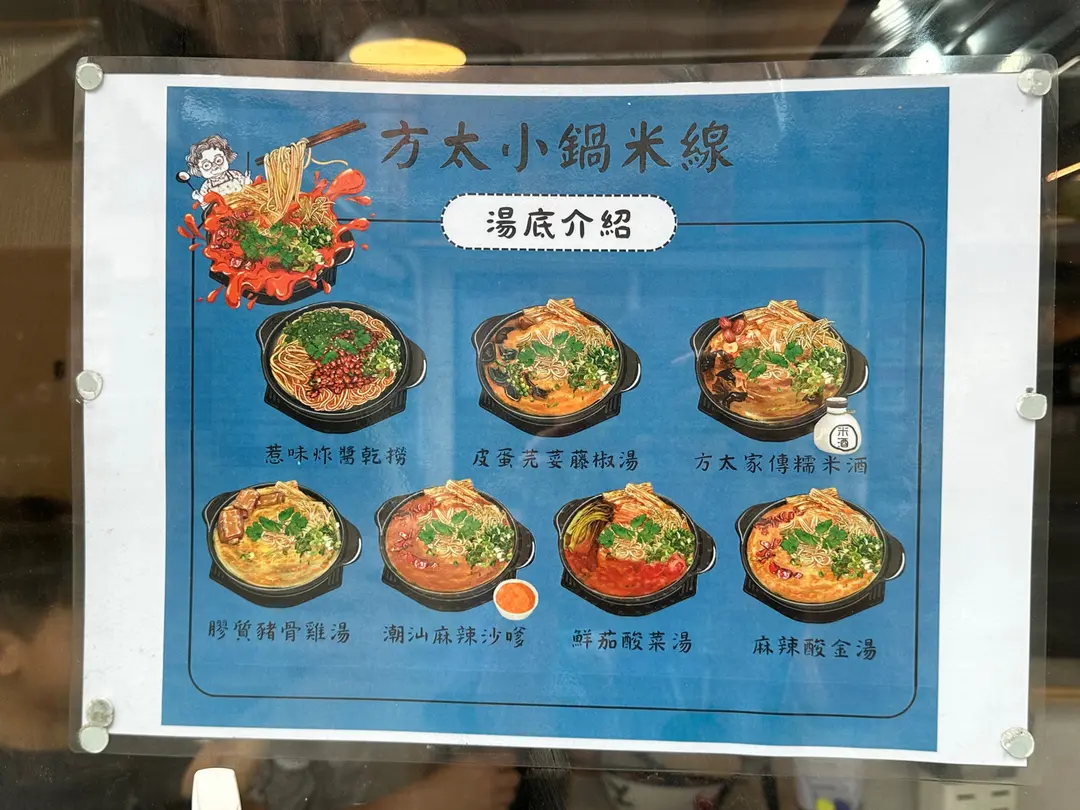 方太小鍋米線
湯底介紹
惹味炸醬乾撈
皮蛋芫荽藤椒湯
米酒
方太家傳糯米酒
膠質豬骨雞湯
潮汕麻辣沙嗲
鮮茄酸菜湯
麻辣酸金湯